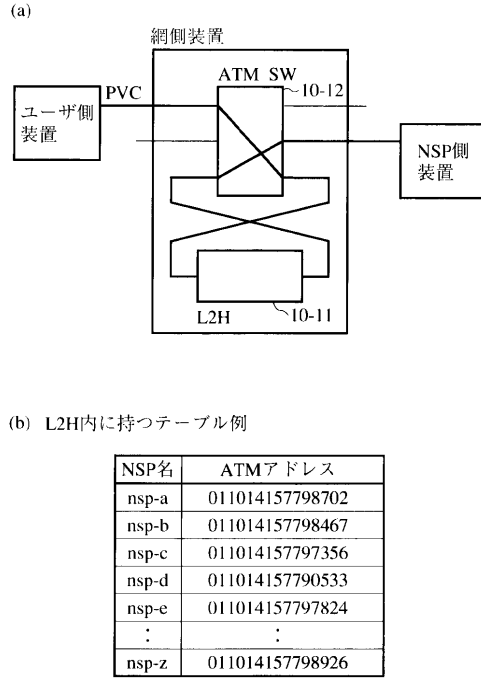 (a)
網側装置
ATM SW
10-12
PVC
ユーザ側
装置
NSP側
装置
L2H
10-11
(b) L2H内に持つテーブル例
NSP名 ATMアドレス
nsp-a 011014157798702
nsp-b 011014157798467
nsp-c 011014157797356
nsp-d 011014157790533
nsp-e 011014157797824
: :
nsp-z 011014157798926